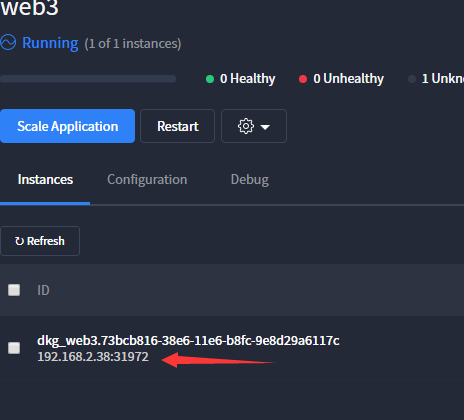 web3
Running (1 of 1 instances)
0 Healthy 0 Unhealthy 1
Scale Application Restart
Instances Configuration Debug
↻ Refresh
ID
dkg_web3.73bcb816-38e6-11e6-b8fc-9e8d29a6117c
192.168.2.38:31972